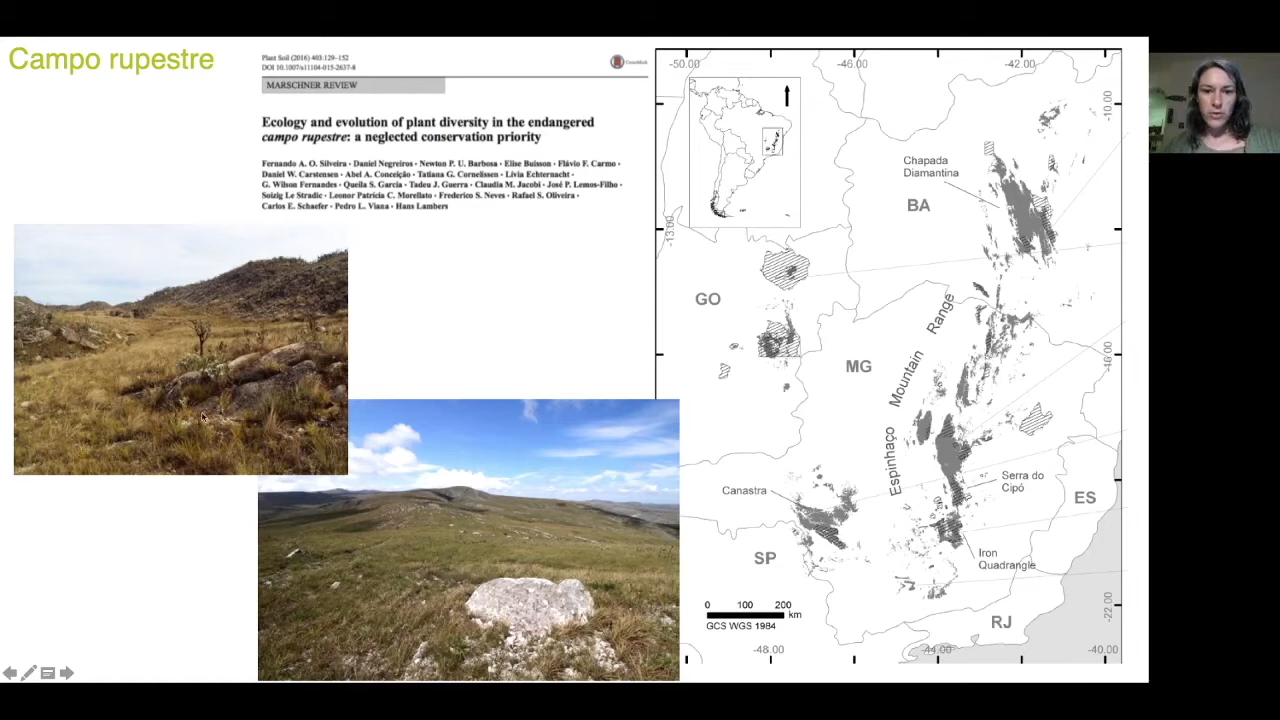 Campo rupestre
Plant Soil (2016) 403:129–152
DOI 10.1007/s11104-015-2637-8
CrossMark
MARSCHNER REVIEW
Ecology and evolution of plant diversity in the endangered
campo rupestre: a neglected conservation priority
Fernando A. O. Silveira · Daniel Negreiros · Newton P. U. Barbosa · Elise Buisson · Flávio F. Carmo ·
Daniel W. Carstensen · Abel A. Conceição · Tatiana G. Cornelissen · Lívia Echternacht ·
G. Wilson Fernandes · Queila S. Garcia · Tadeu J. Guerra · Claudia M. Jacobi · José P. Lemos-Filho ·
Soizig Le Stradic · Leonor Patrícia C. Morellato · Frederico S. Neves · Rafael S. Oliveira ·
Carlos E. Schaefer · Pedro L. Viana · Hans Lambers
-50.00
-46.00
-42.00
-10.00
Chapada
Diamantina
BA
-13.00
GO
MG
Espinhaço Mountain Range
-18.00
Canastra
Serra do
Cipó
ES
SP
Iron
Quadrangle
0 100 200
km
GCS WGS 1984
RJ
-22.00
-48.00
-44.00
-40.00